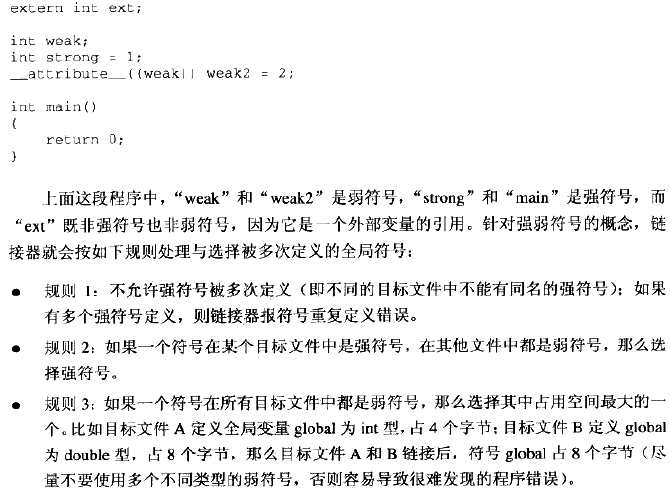 extern int ext;
int weak;
int strong = 1;
__attribute__((weak)) weak2 = 2;
int main()
{
return 0;
}
上面这段程序中，“weak”和“weak2”是弱符号，“strong”和“main”是强符号，而
“ext”既非强符号也非弱符号，因为它是一个外部变量的引用。针对强弱符号的概念，链
接器就会按如下规则处理与选择被多次定义的全局符号：
● 规则 1：不允许强符号被多次定义（即不同的目标文件中不能有同名的强符号）；如果
有多个强符号定义，则链接器报符号重复定义错误。
● 规则 2：如果一个符号在某个目标文件中是强符号，在其他文件中都是弱符号，那么选
择强符号。
● 规则 3：如果一个符号在所有目标文件中都是弱符号，那么选择其中占用空间最大的一
个。比如目标文件 A 定义全局变量 global 为 int 型，占 4 个字节；目标文件 B 定义 global
为 double 型，占 8 个字节，那么目标文件 A 和 B 链接后，符号 global 占 8 个字节（尽
量不要使用多个不同类型的弱符号，否则容易导致很难发现的程序错误）。